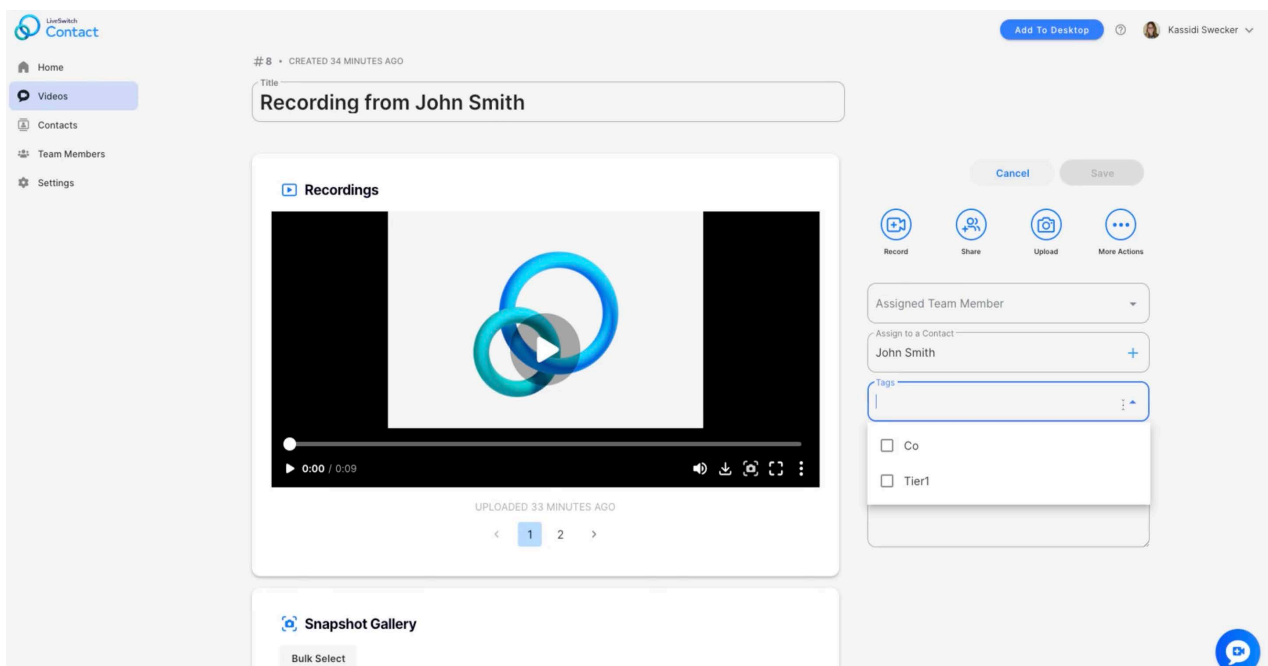 LiveSwitch
Contact
Add To Desktop
Kassidi Swecker
Home
Videos
Contacts
Team Members
Settings
# 8 • CREATED 34 MINUTES AGO
Title
Recording from John Smith
Recordings
0:00 / 0:09
UPLOADED 33 MINUTES AGO
1 2
Snapshot Gallery
Bulk Select
Cancel Save
Record Share Upload More Actions
Assigned Team Member
Assign to a Contact
John Smith
Tags
Co
Tier1